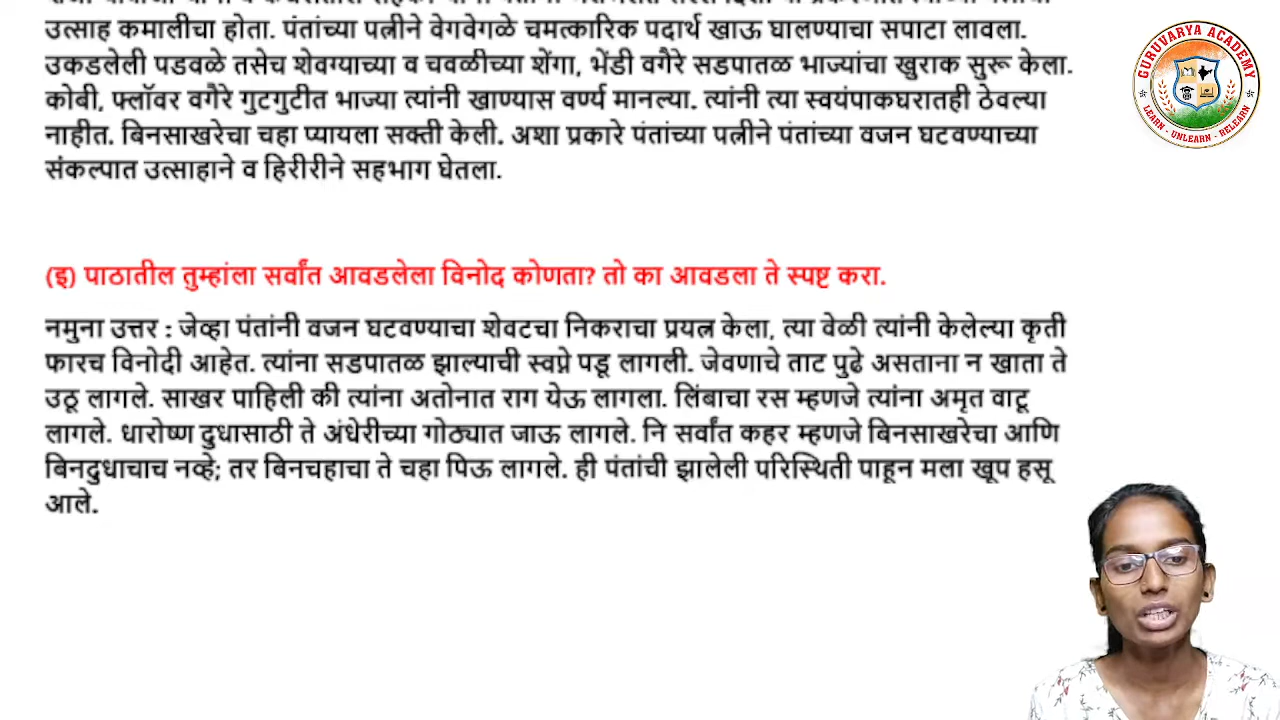 उत्साह कमालीचा होता. पंतांच्या पत्नीने वेगवेगळे चमत्कारिक पदार्थ खाऊ घालण्याचा सपाटा लावला.
उकडलेली पडवळे तसेच शेवग्याच्या व चवळीच्या शेंगा, भेंडी वगैरे सडपातळ भाज्यांचा खुराक सुरू केला.
कोबी, फ्लॉवर वगैरे गुटगुटीत भाज्या त्यांनी खाण्यास वर्ण्य मानल्या. त्यांनी त्या स्वयंपाकघरातही ठेवल्या
नाहीत. बिनसाखरेचा चहा प्यायला सक्ती केली. अशा प्रकारे पंतांच्या पत्नीने पंतांच्या वजन घटवण्याच्या
संकल्पात उत्साहाने व हिरीरीने सहभाग घेतला.
(इ) पाठातील तुम्हांला सर्वांत आवडलेला विनोद कोणता? तो का आवडला ते स्पष्ट करा.
नमुना उत्तर : जेव्हा पंतांनी वजन घटवण्याचा शेवटचा निकराचा प्रयत्न केला, त्या वेळी त्यांनी केलेल्या कृती
फारच विनोदी आहेत. त्यांना सडपातळ झाल्याची स्वप्ने पडू लागली. जेवणाचे ताट पुढे असताना न खाता ते
उठू लागले. साखर पाहिली की त्यांना अतोनात राग येऊ लागला. लिंबाचा रस म्हणजे त्यांना अमृत वाटू
लागले. धारोष्ण दुधासाठी ते अंधेरीच्या गोठ्यात जाऊ लागले. नि सर्वांत कहर म्हणजे बिनसाखरेचा आणि
बिनदुधाचाच नव्हे; तर बिनचहाचा ते चहा पिऊ लागले. ही पंतांची झालेली परिस्थिती पाहून मला खूप हसू
आले.
GURUVARYA ACADEMY
LEARN - UNLEARN - RELEARN